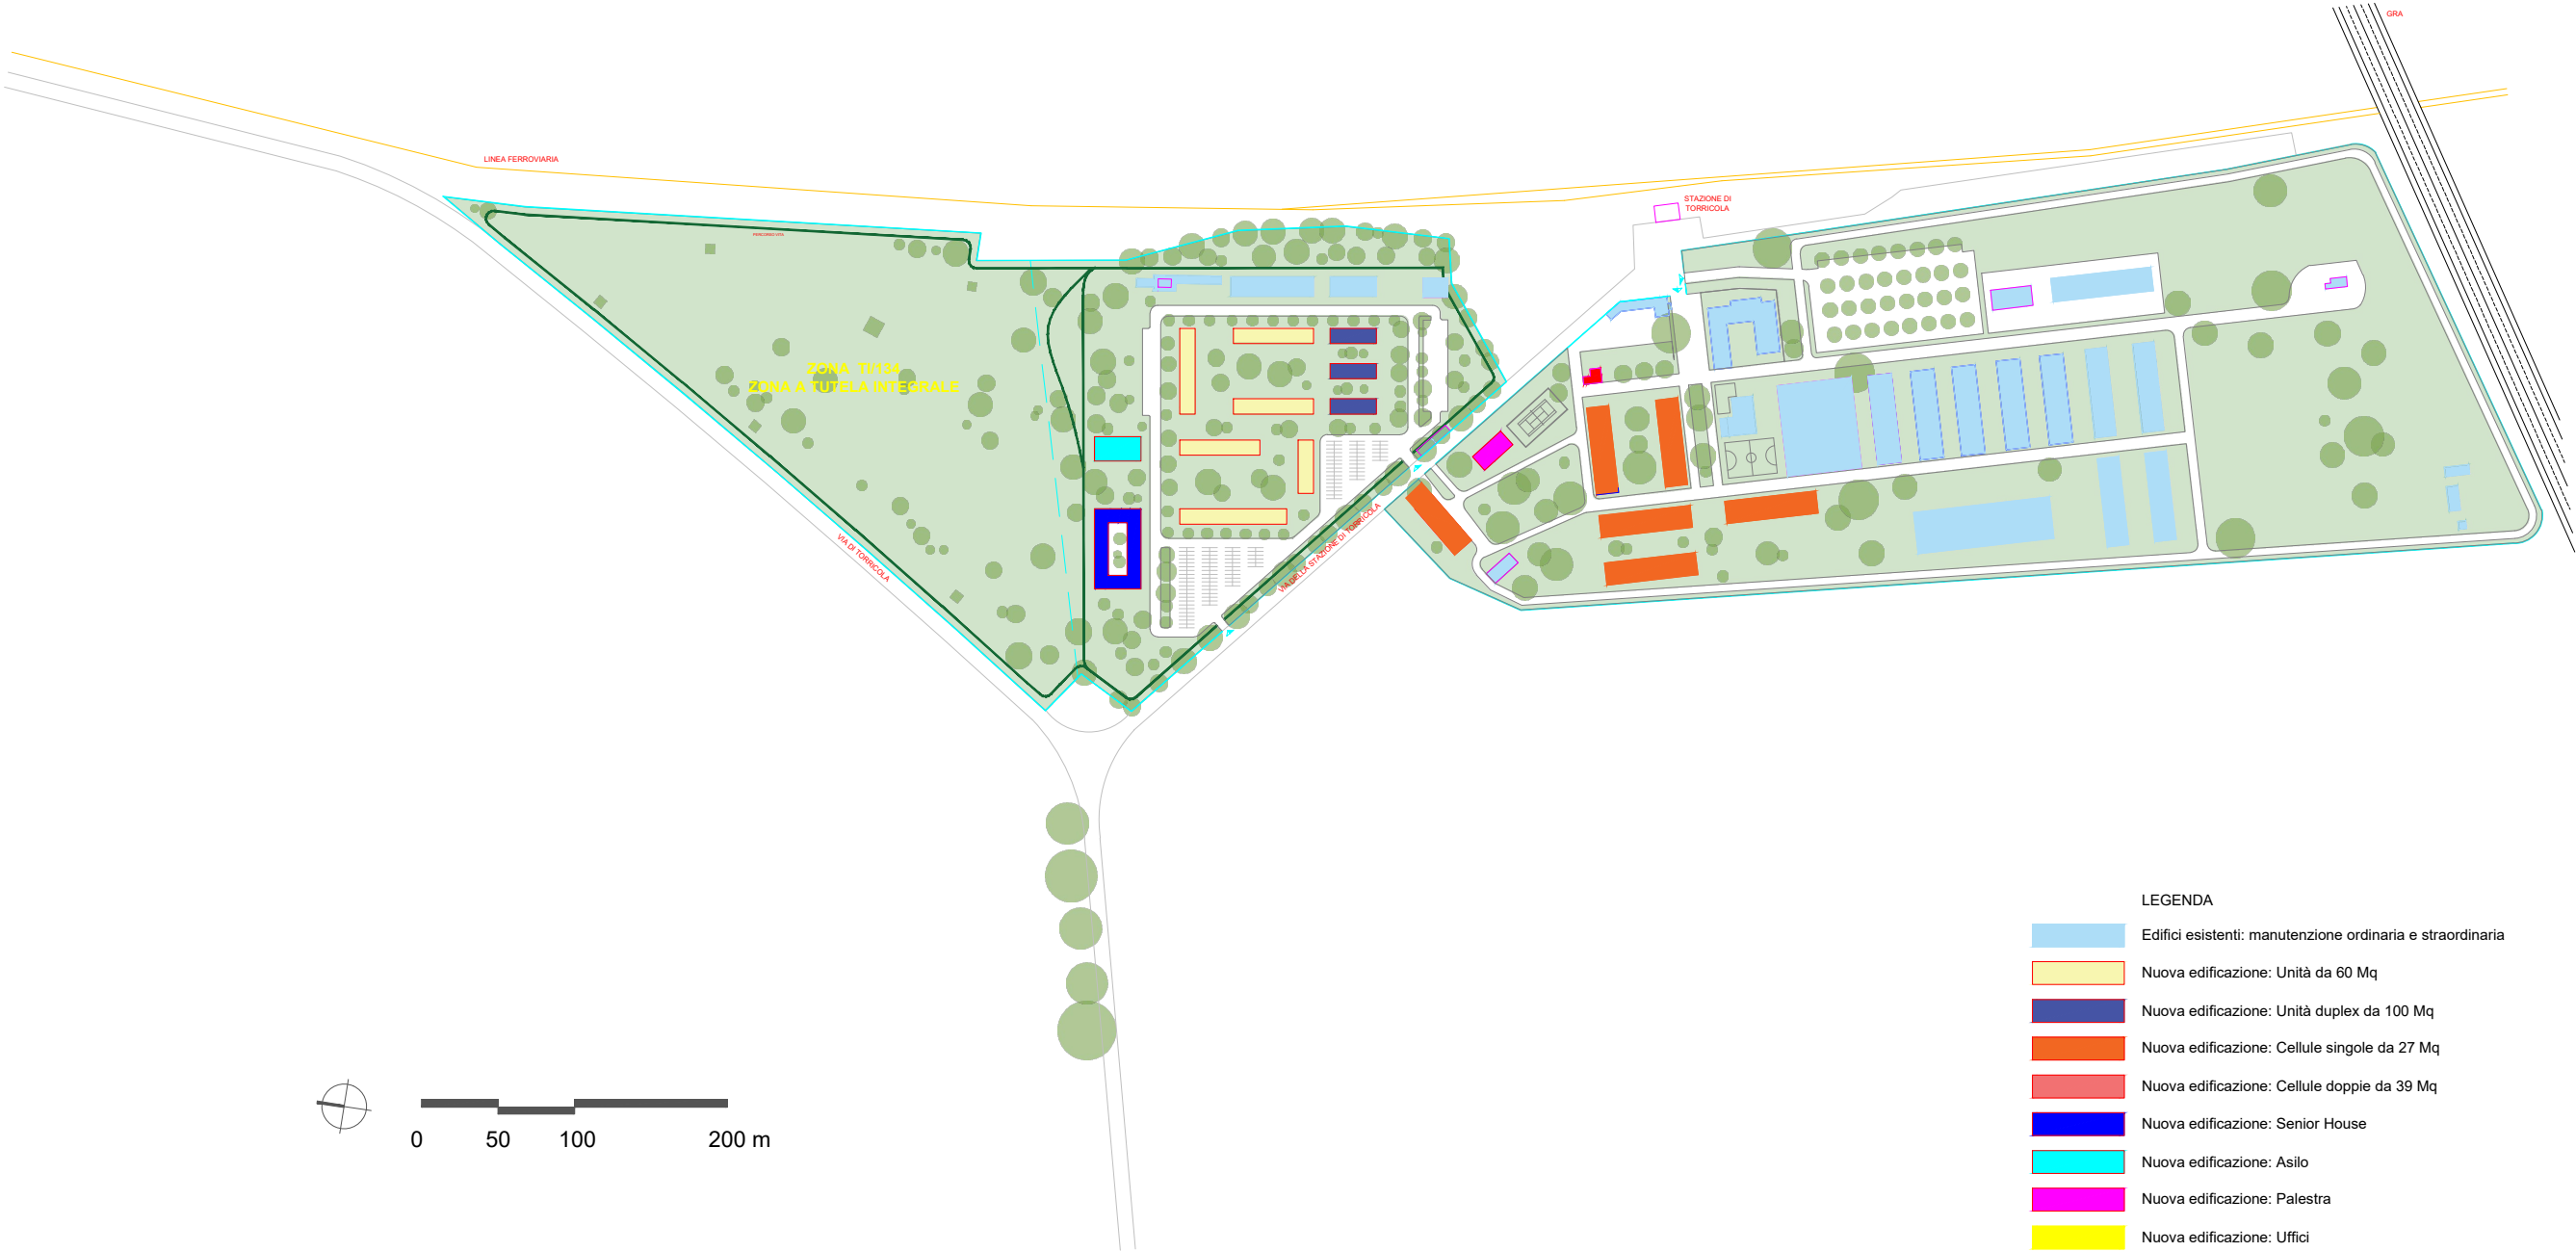 GRA
LINEA FERROVIARIA
STAZIONE DI
TORRICOLA
PERCORSO VITA
ZONA TI/134
ZONA A TUTELA INTEGRALE
VIA DI TORRICOLA
VIA DELLA STAZIONE DI TORRICOLA
LEGENDA
Edifici esistenti: manutenzione ordinaria e straordinaria
Nuova edificazione: Unità da 60 Mq
Nuova edificazione: Unità duplex da 100 Mq
Nuova edificazione: Cellule singole da 27 Mq
Nuova edificazione: Cellule doppie da 39 Mq
Nuova edificazione: Senior House
Nuova edificazione: Asilo
Nuova edificazione: Palestra
Nuova edificazione: Uffici
0 50 100 200 m